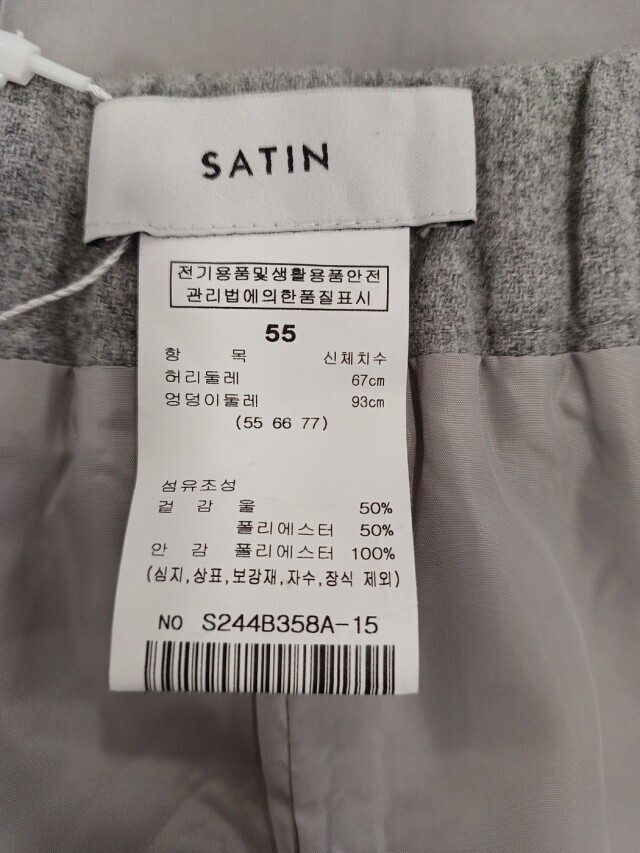 SATIN
전기용품및생활용품안전
관리법에의한품질표시
55
항 목 신체치수
허리둘레 67cm
엉덩이둘레 93cm
(55 66 77)
섬유조성
겉 감 울 50%
폴리에스터 50%
안 감 폴리에스터 100%
(심지,상표,보강재,자수,장식 제외)
NO S244B358A-15